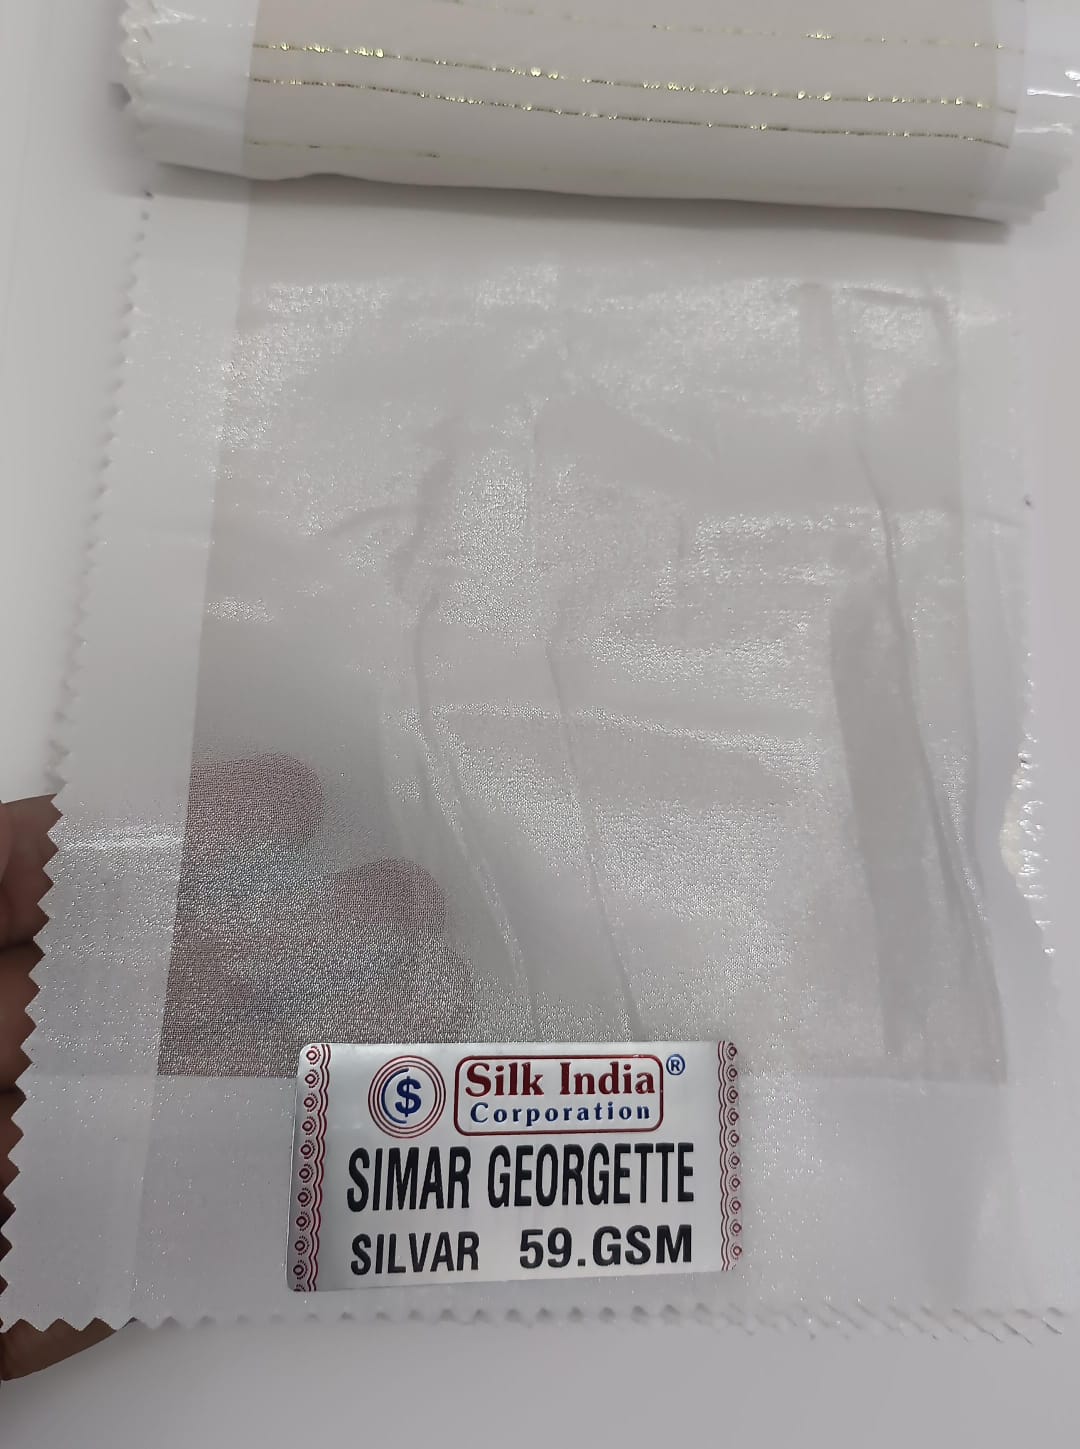 $ Silk India ®
Corporation
SIMAR GEORGETTE
SILVAR 59.GSM